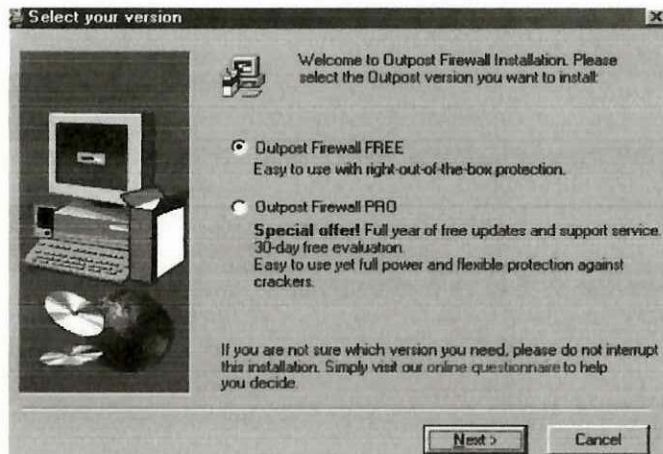 Select your version
Welcome to Outpost Firewall Installation. Please
select the Outpost version you want to install:
Outpost Firewall FREE
Easy to use with right-out-of-the-box protection.
Outpost Firewall PRO
Special offer! Full year of free updates and support service.
30-day free evaluation.
Easy to use yet full power and flexible protection against
crackers.
If you are not sure which version you need, please do not interrupt
this installation. Simply visit our online questionnaire to help
you decide.
Next >
Cancel